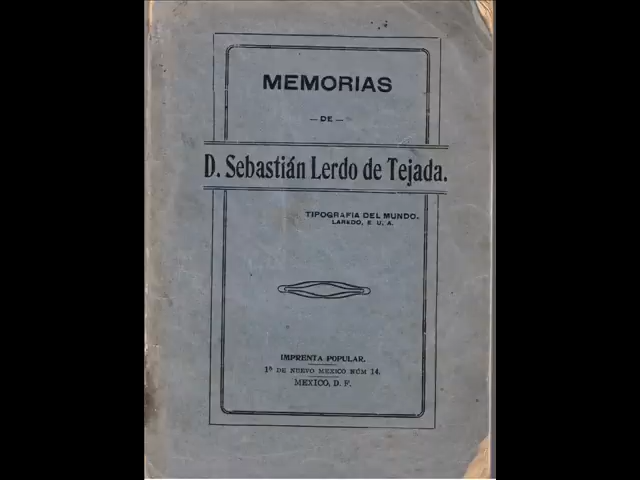 MEMORIAS
— DE —
D. Sebastián Lerdo de Tejada.
TIPOGRAFIA DEL MUNDO.
LAREDO, E. U. A.
IMPRENTA POPULAR.
1ª DE NUEVO MEXICO NÚM 14.
MEXICO, D. F.